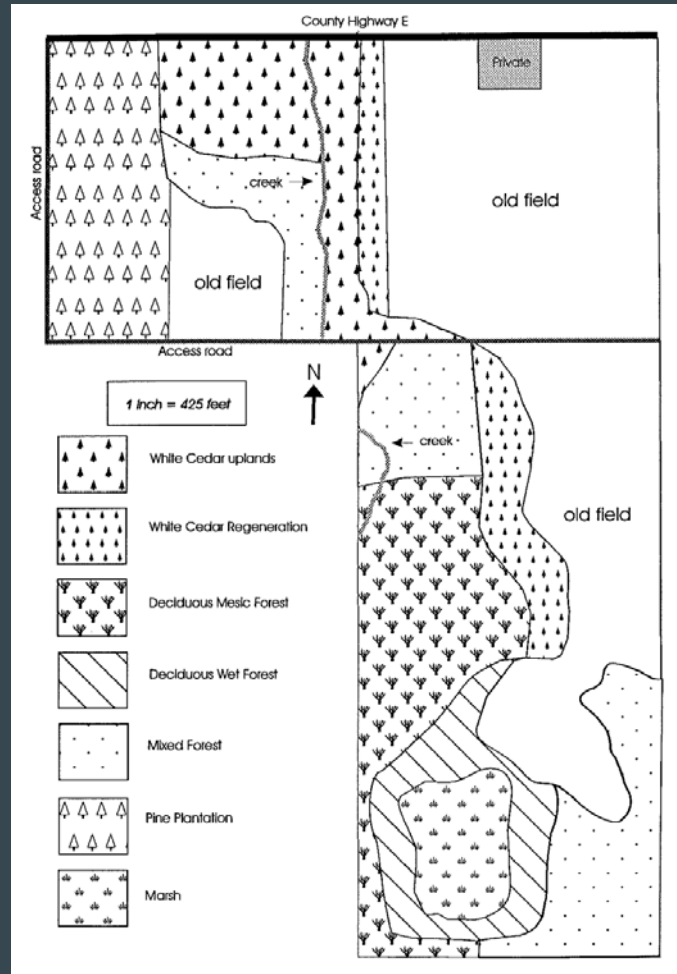 County Highway E
Private
Access road
creek
old field
old field
Access road
N
1 Inch = 425 feet
creek
White Cedar uplands
White Cedar Regeneration
old field
Deciduous Mesic Forest
Deciduous Wet Forest
Mixed Forest
Pine Plantation
Marsh